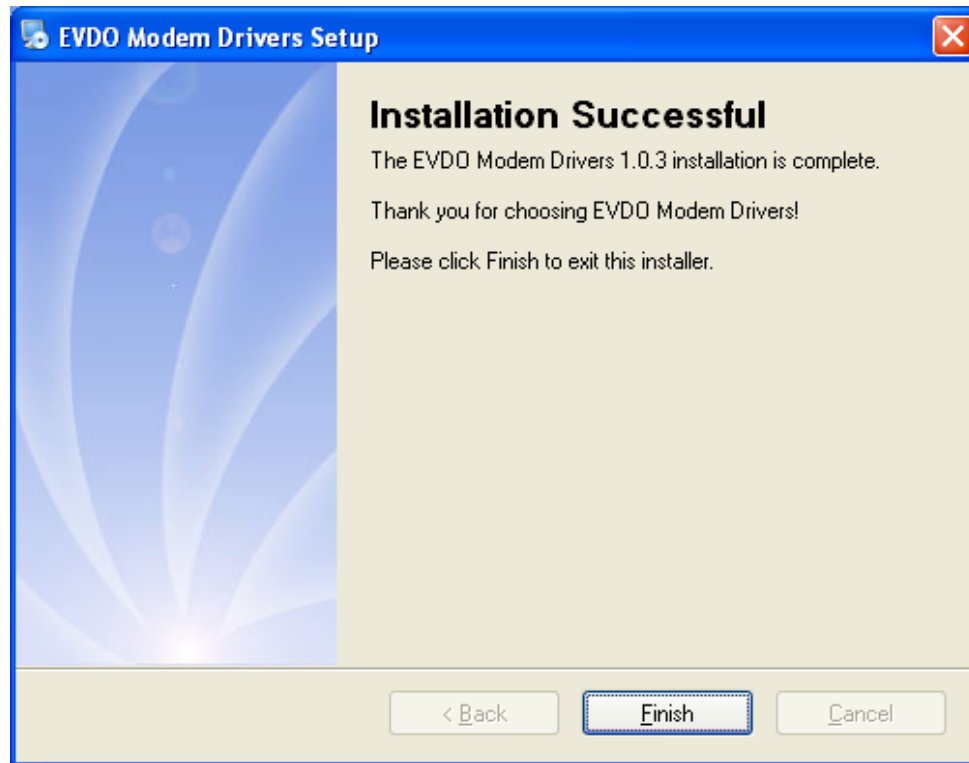 EVDO Modem Drivers Setup
Installation Successful
The EVDO Modem Drivers 1.0.3 installation is complete.
Thank you for choosing EVDO Modem Drivers!
Please click Finish to exit this installer.
< Back
Finish
Cancel